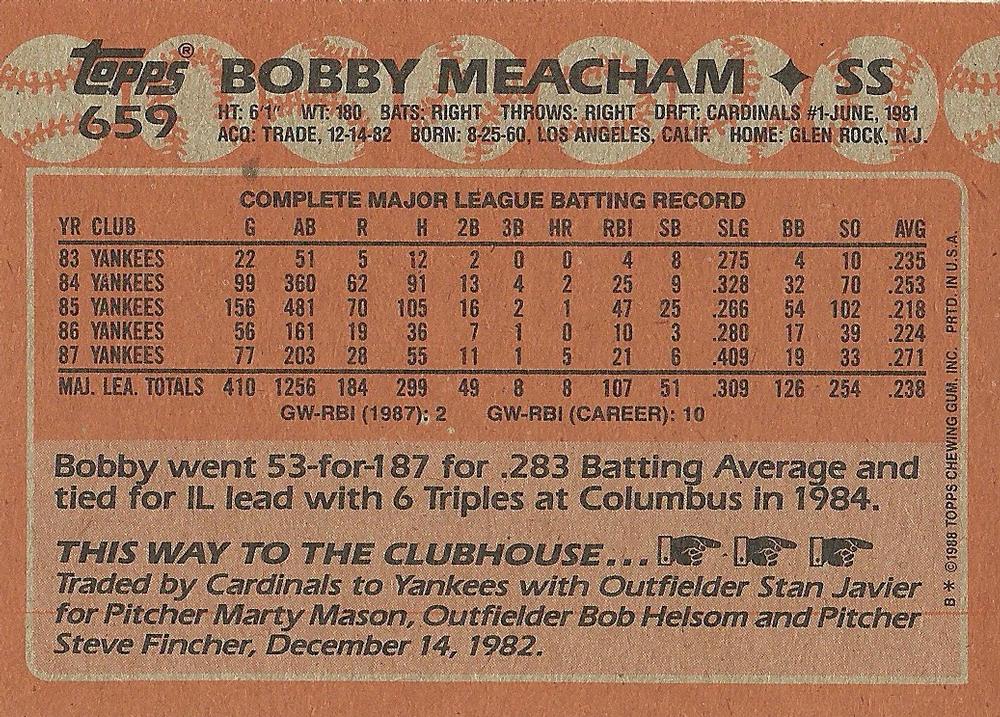 Topps® BOBBY MEACHAM ✦ SS
659 HT: 6'1" WT: 180 BATS: RIGHT THROWS: RIGHT DRFT: CARDINALS #1-JUNE, 1981
ACQ: TRADE, 12-14-82 BORN: 8-25-60, LOS ANGELES, CALIF. HOME: GLEN ROCK, N.J.
COMPLETE MAJOR LEAGUE BATTING RECORD
YR CLUB G AB R H 2B 3B HR RBI SB SLG BB SO AVG
83 YANKEES 22 51 5 12 2 0 0 4 8 275 4 10 .235
84 YANKEES 99 360 62 91 13 4 2 25 9 .328 32 70 .253
85 YANKEES 156 481 70 105 16 2 1 47 25 .266 54 102 .218
86 YANKEES 56 161 19 36 7 1 0 10 3 .280 17 39 .224
87 YANKEES 77 203 28 55 11 1 5 21 6 .409 19 33 .271
MAJ. LEA. TOTALS 410 1256 184 299 49 8 8 107 51 .309 126 254 .238
GW-RBI (1987): 2 GW-RBI (CAREER): 10
Bobby went 53-for-187 for .283 Batting Average and
tied for IL lead with 6 Triples at Columbus in 1984.
THIS WAY TO THE CLUBHOUSE...
Traded by Cardinals to Yankees with Outfielder Stan Javier
for Pitcher Marty Mason, Outfielder Bob Helsom and Pitcher
Steve Fincher, December 14, 1982.
B * ©1988 TOPPS CHEWING GUM, INC. PRTD. IN U.S.A.